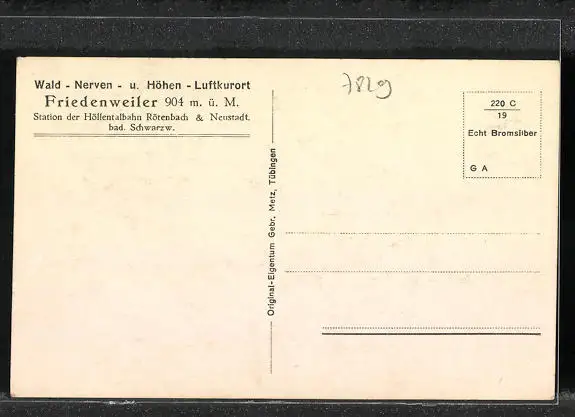 Wald - Nerven - u. Höhen - Luftkurort
Friedenweiler 904 m. ü. M.
Station der Höllentalbahn Rötenbach & Neustadt.
bad. Schwarzw.
7829
Original-Eigentum Gebr. Metz, Tübingen
220 C
19
Echt Bromsilber
G A